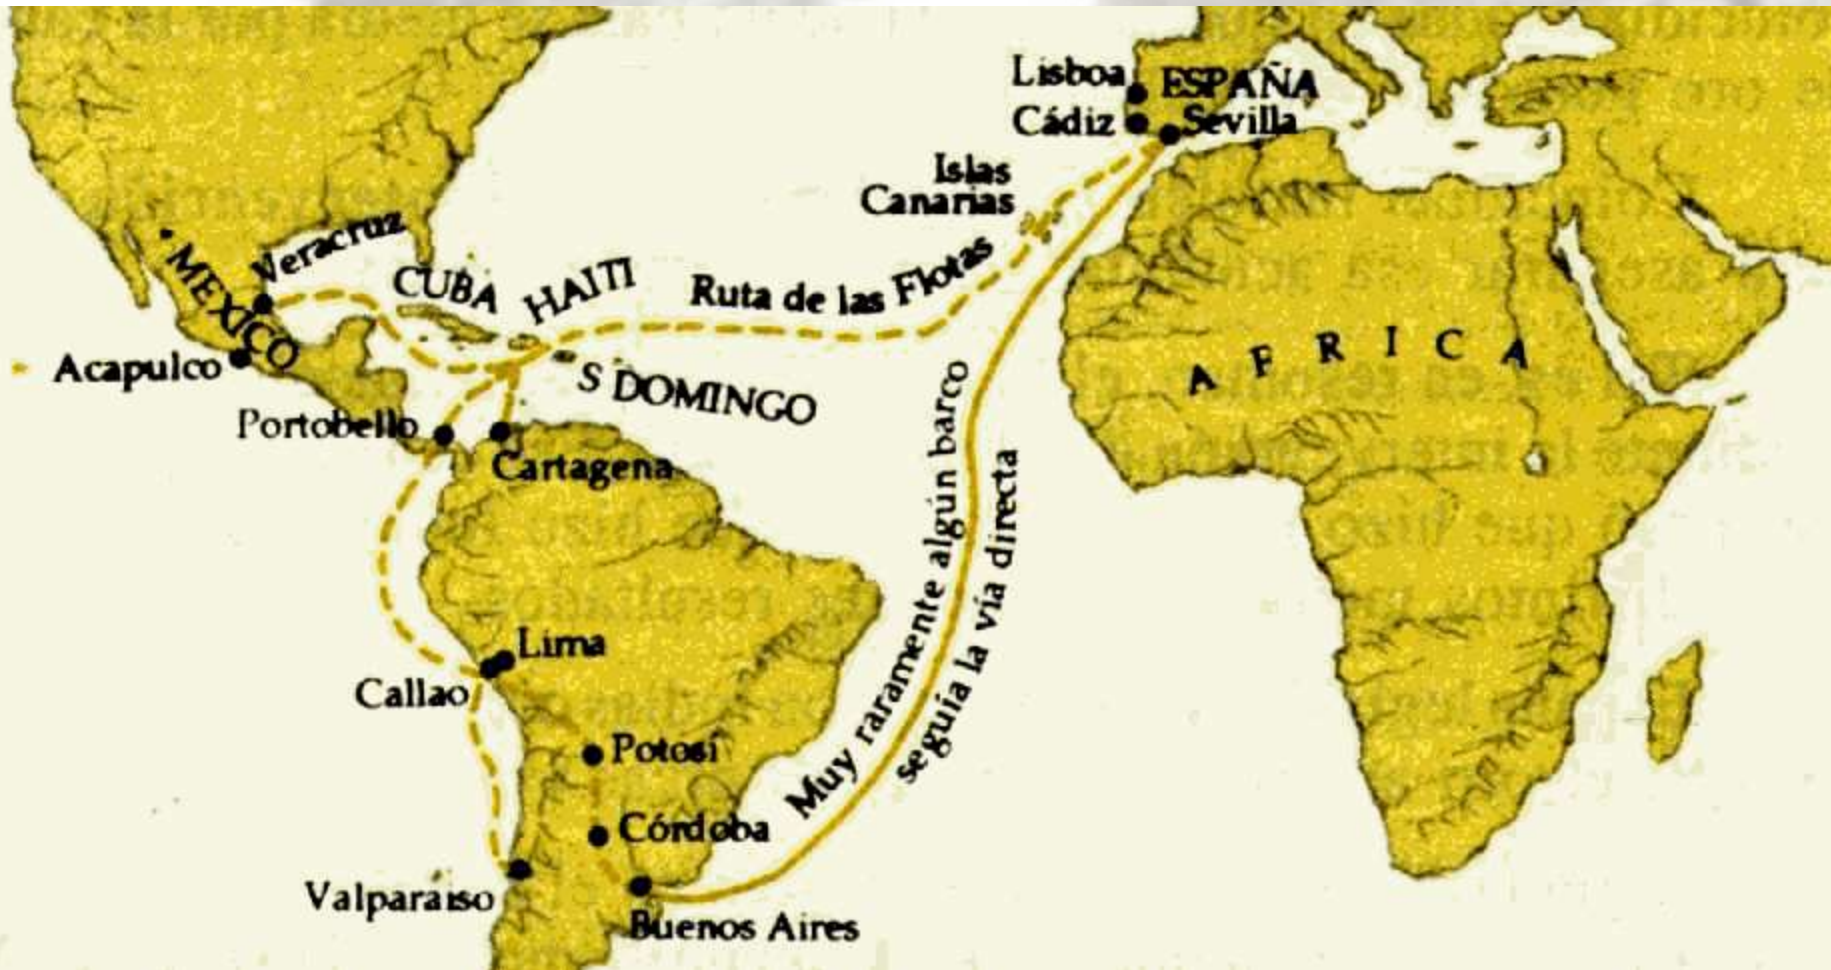 Lisboa
ESPAÑA
Cádiz
Sevilla
Islas
Canarias
Veracruz
MEXICO
CUBA
HAITI
Ruta de las Flotas
AFRICA
Acapulco
S DOMINGO
Portobello
Cartagena
Muy raramente algún barco
seguía la vía directa
Lima
Callao
Potosí
Córdoba
Valparaiso
Buenos Aires